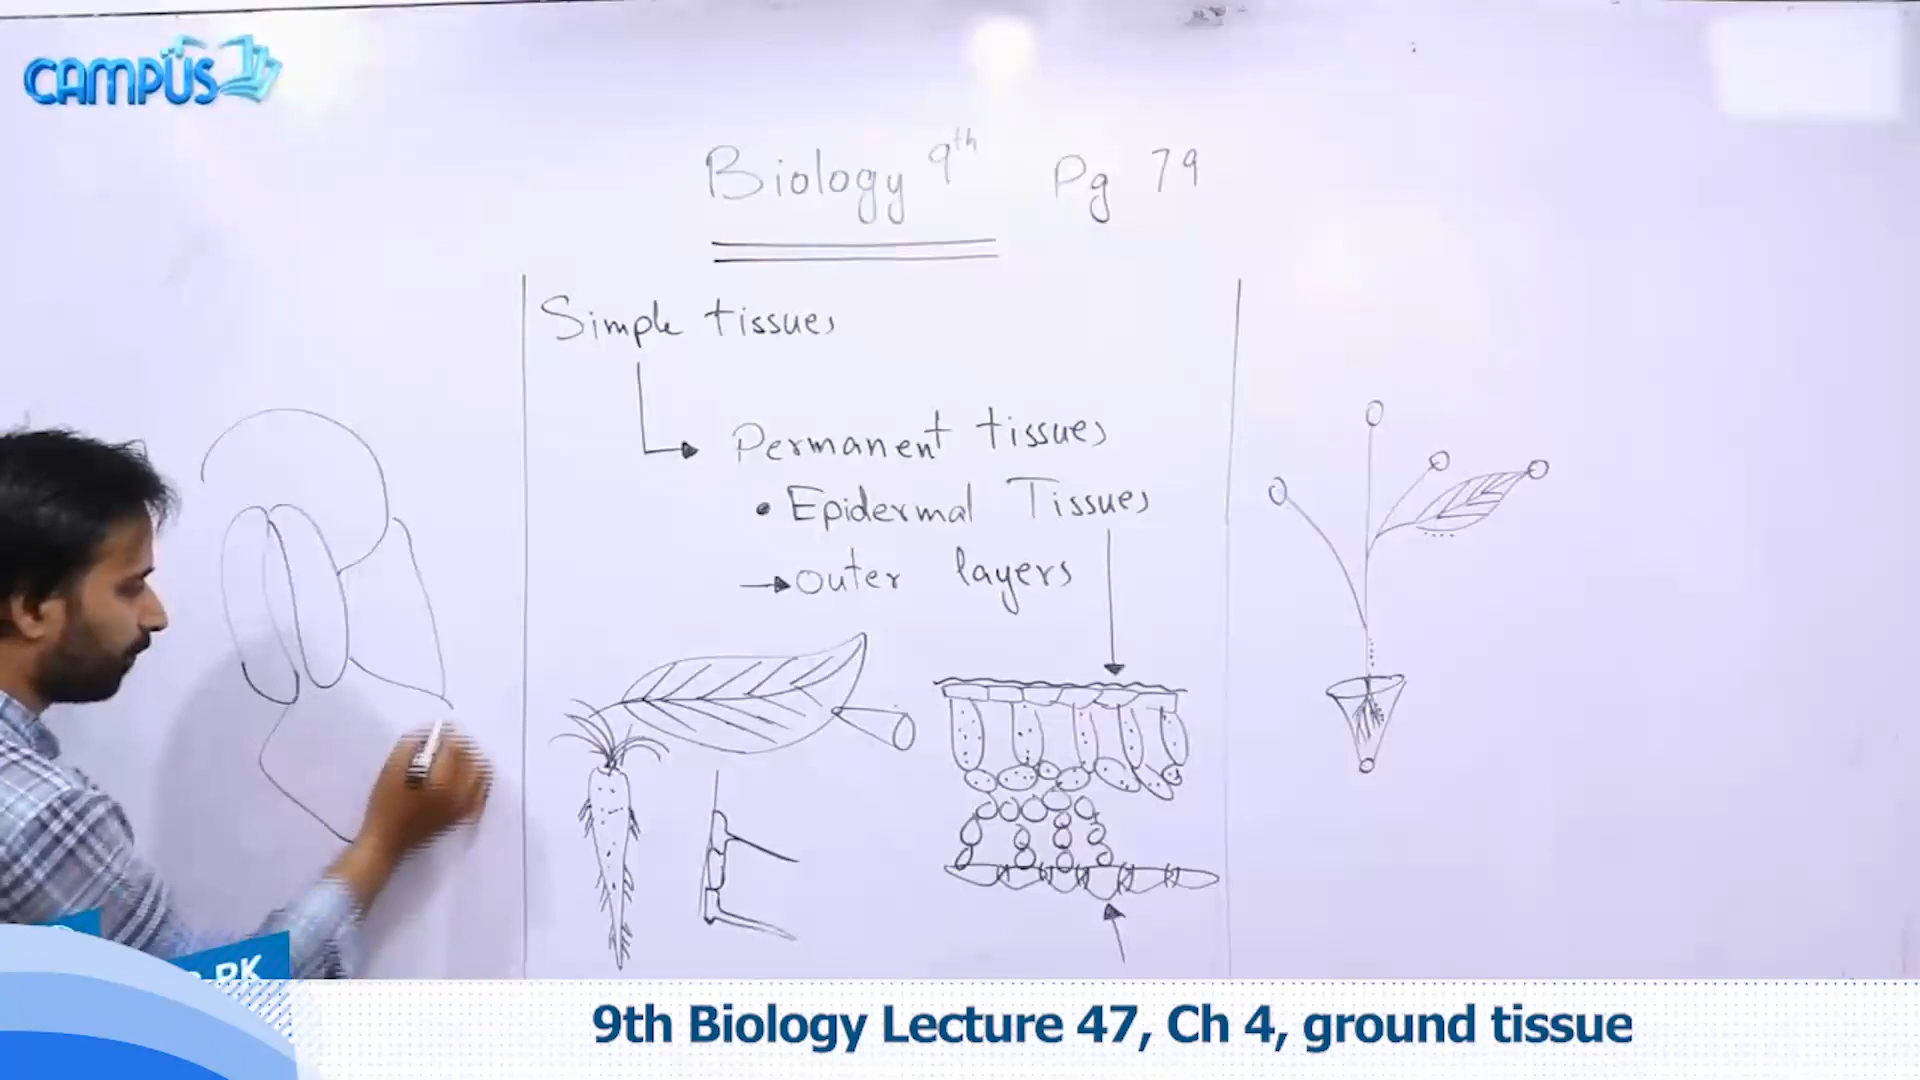 CAMPUS
Biology 9th Pg 79
Simple tissues
Permanent tissues
• Epidermal Tissues
→ outer layers
.PK
9th Biology Lecture 47, Ch 4, ground tissue